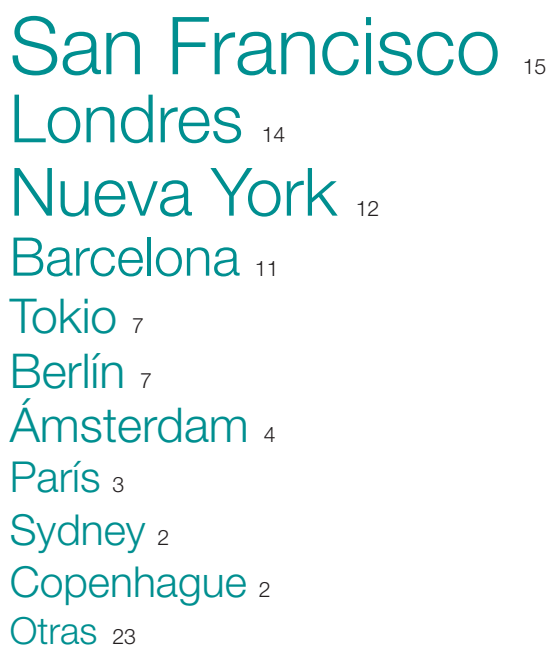 San Francisco 15
Londres 14
Nueva York 12
Barcelona 11
Tokio 7
Berlín 7
Ámsterdam 4
París 3
Sydney 2
Copenhague 2
Otras 23